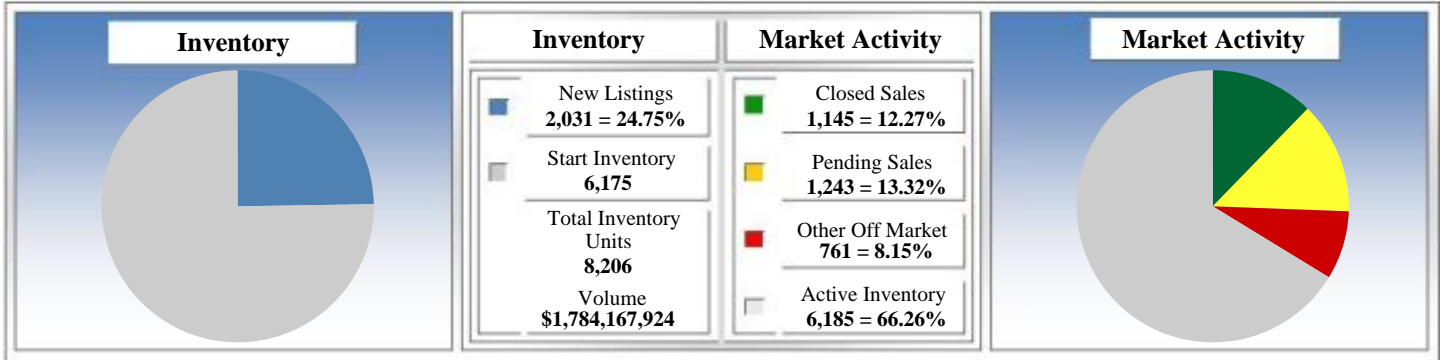 Inventory
Inventory
New Listings
2,031 = 24.75%
Start Inventory
6,175
Total Inventory
Units
8,206
Volume
$1,784,167,924
Market Activity
Closed Sales
1,145 = 12.27%
Pending Sales
1,243 = 13.32%
Other Off Market
761 = 8.15%
Active Inventory
6,185 = 66.26%
Market Activity